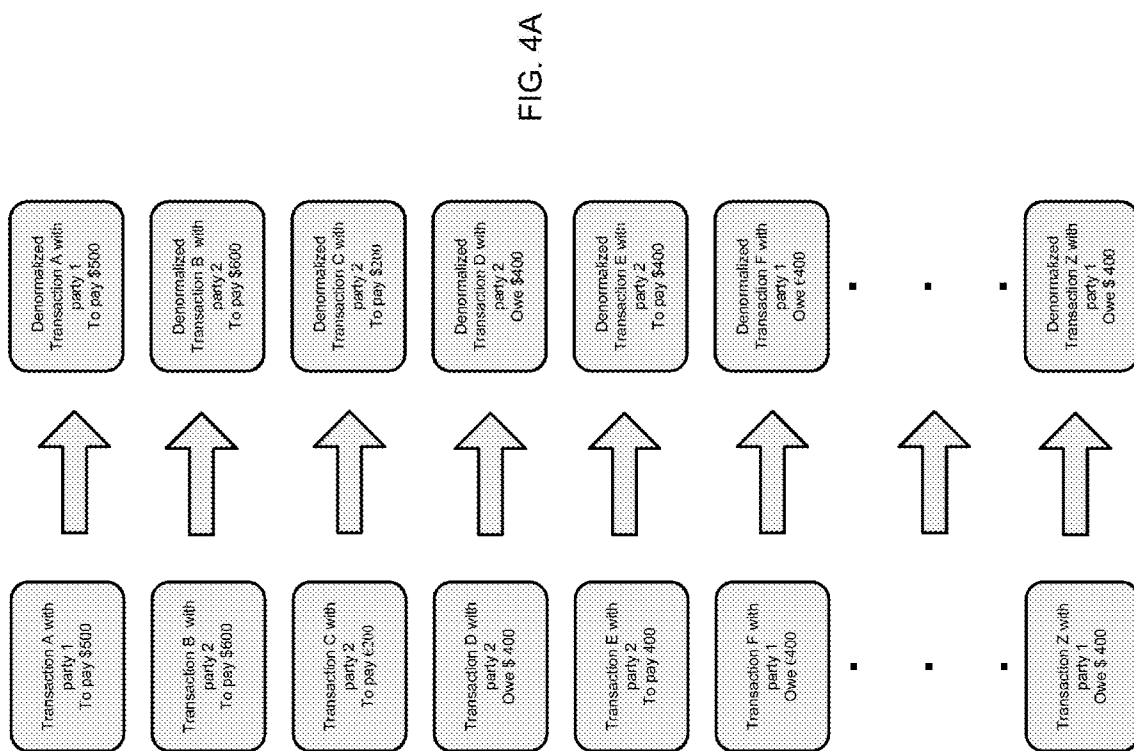 Transaction A with
party 1
To pay $500
Denormalized
Transaction A with
party 1
To pay $500
Transaction B with
party 2
To pay $600
Denormalized
Transaction B with
party 2
To pay $600
Transaction C with
party 2
To pay €200
Denormalized
Transaction C with
party 2
To pay $200
Transaction D with
party 2
Owe $ 400
Denormalized
Transaction D with
party 2
Owe $400
Transaction E with
party 2
To pay 400
Denormalized
Transaction E with
party 2
To pay $400
Transaction F with
party 1
Owe €400
Denormalized
Transaction F with
party 1
Owe €400
Transaction Z with
party 1
Owe $ 400
Denormalized
Transaction Z with
party 1
Owe $ 400
FIG. 4A